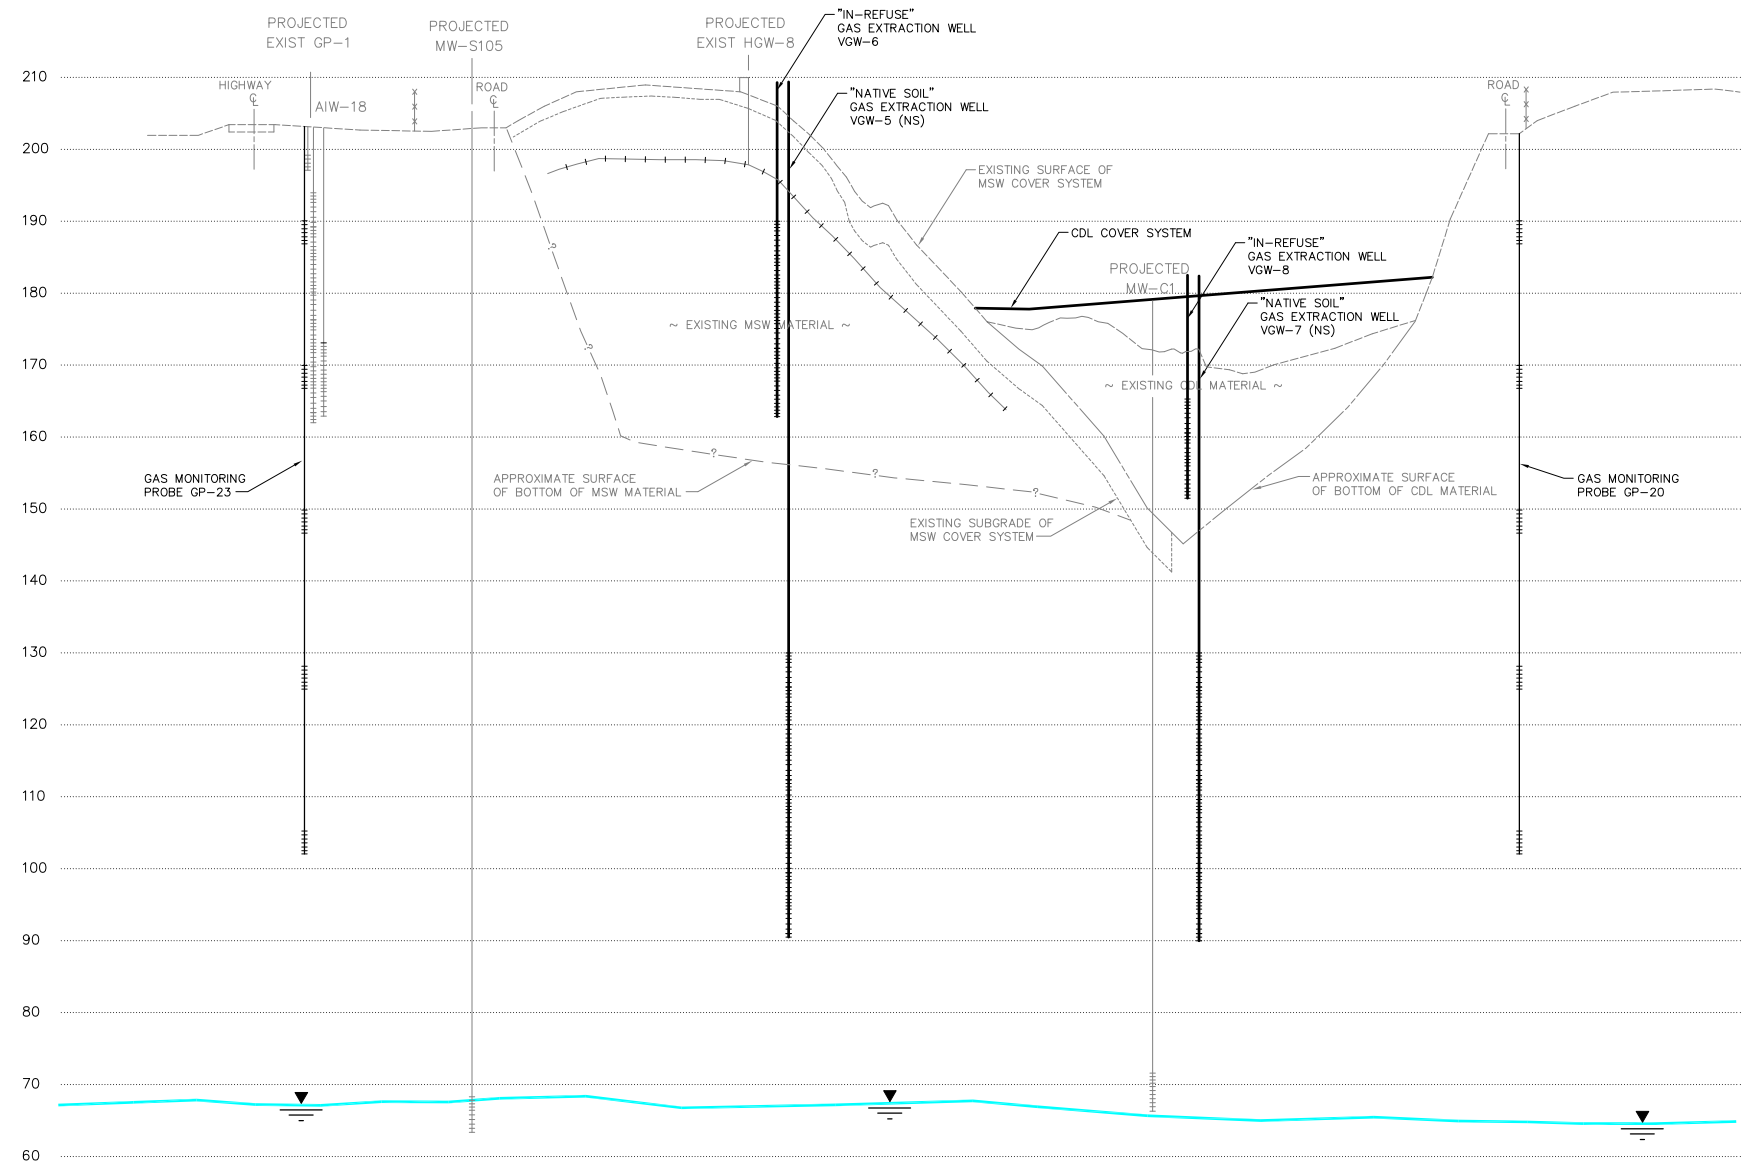 PROJECTED
EXIST GP-1
PROJECTED
MW-S105
PROJECTED
EXIST HGW-8
"IN-REFUSE"
GAS EXTRACTION WELL
VGW-6
210
HIGHWAY
AIW-18
ROAD
"NATIVE SOIL"
GAS EXTRACTION WELL
VGW-5 (NS)
ROAD
200
EXISTING SURFACE OF
MSW COVER SYSTEM
190
CDL COVER SYSTEM
"IN-REFUSE"
GAS EXTRACTION WELL
VGW-8
PROJECTED
MW-C1
180
"NATIVE SOIL"
GAS EXTRACTION WELL
VGW-7 (NS)
~ EXISTING MSW MATERIAL ~
?
?
170
~ EXISTING CDL MATERIAL ~
160
?
?
?
GAS MONITORING
PROBE GP-23
APPROXIMATE SURFACE
OF BOTTOM OF MSW MATERIAL
APPROXIMATE SURFACE
OF BOTTOM OF CDL MATERIAL
GAS MONITORING
PROBE GP-20
150
EXISTING SUBGRADE OF
MSW COVER SYSTEM
140
130
120
110
100
90
80
70
60